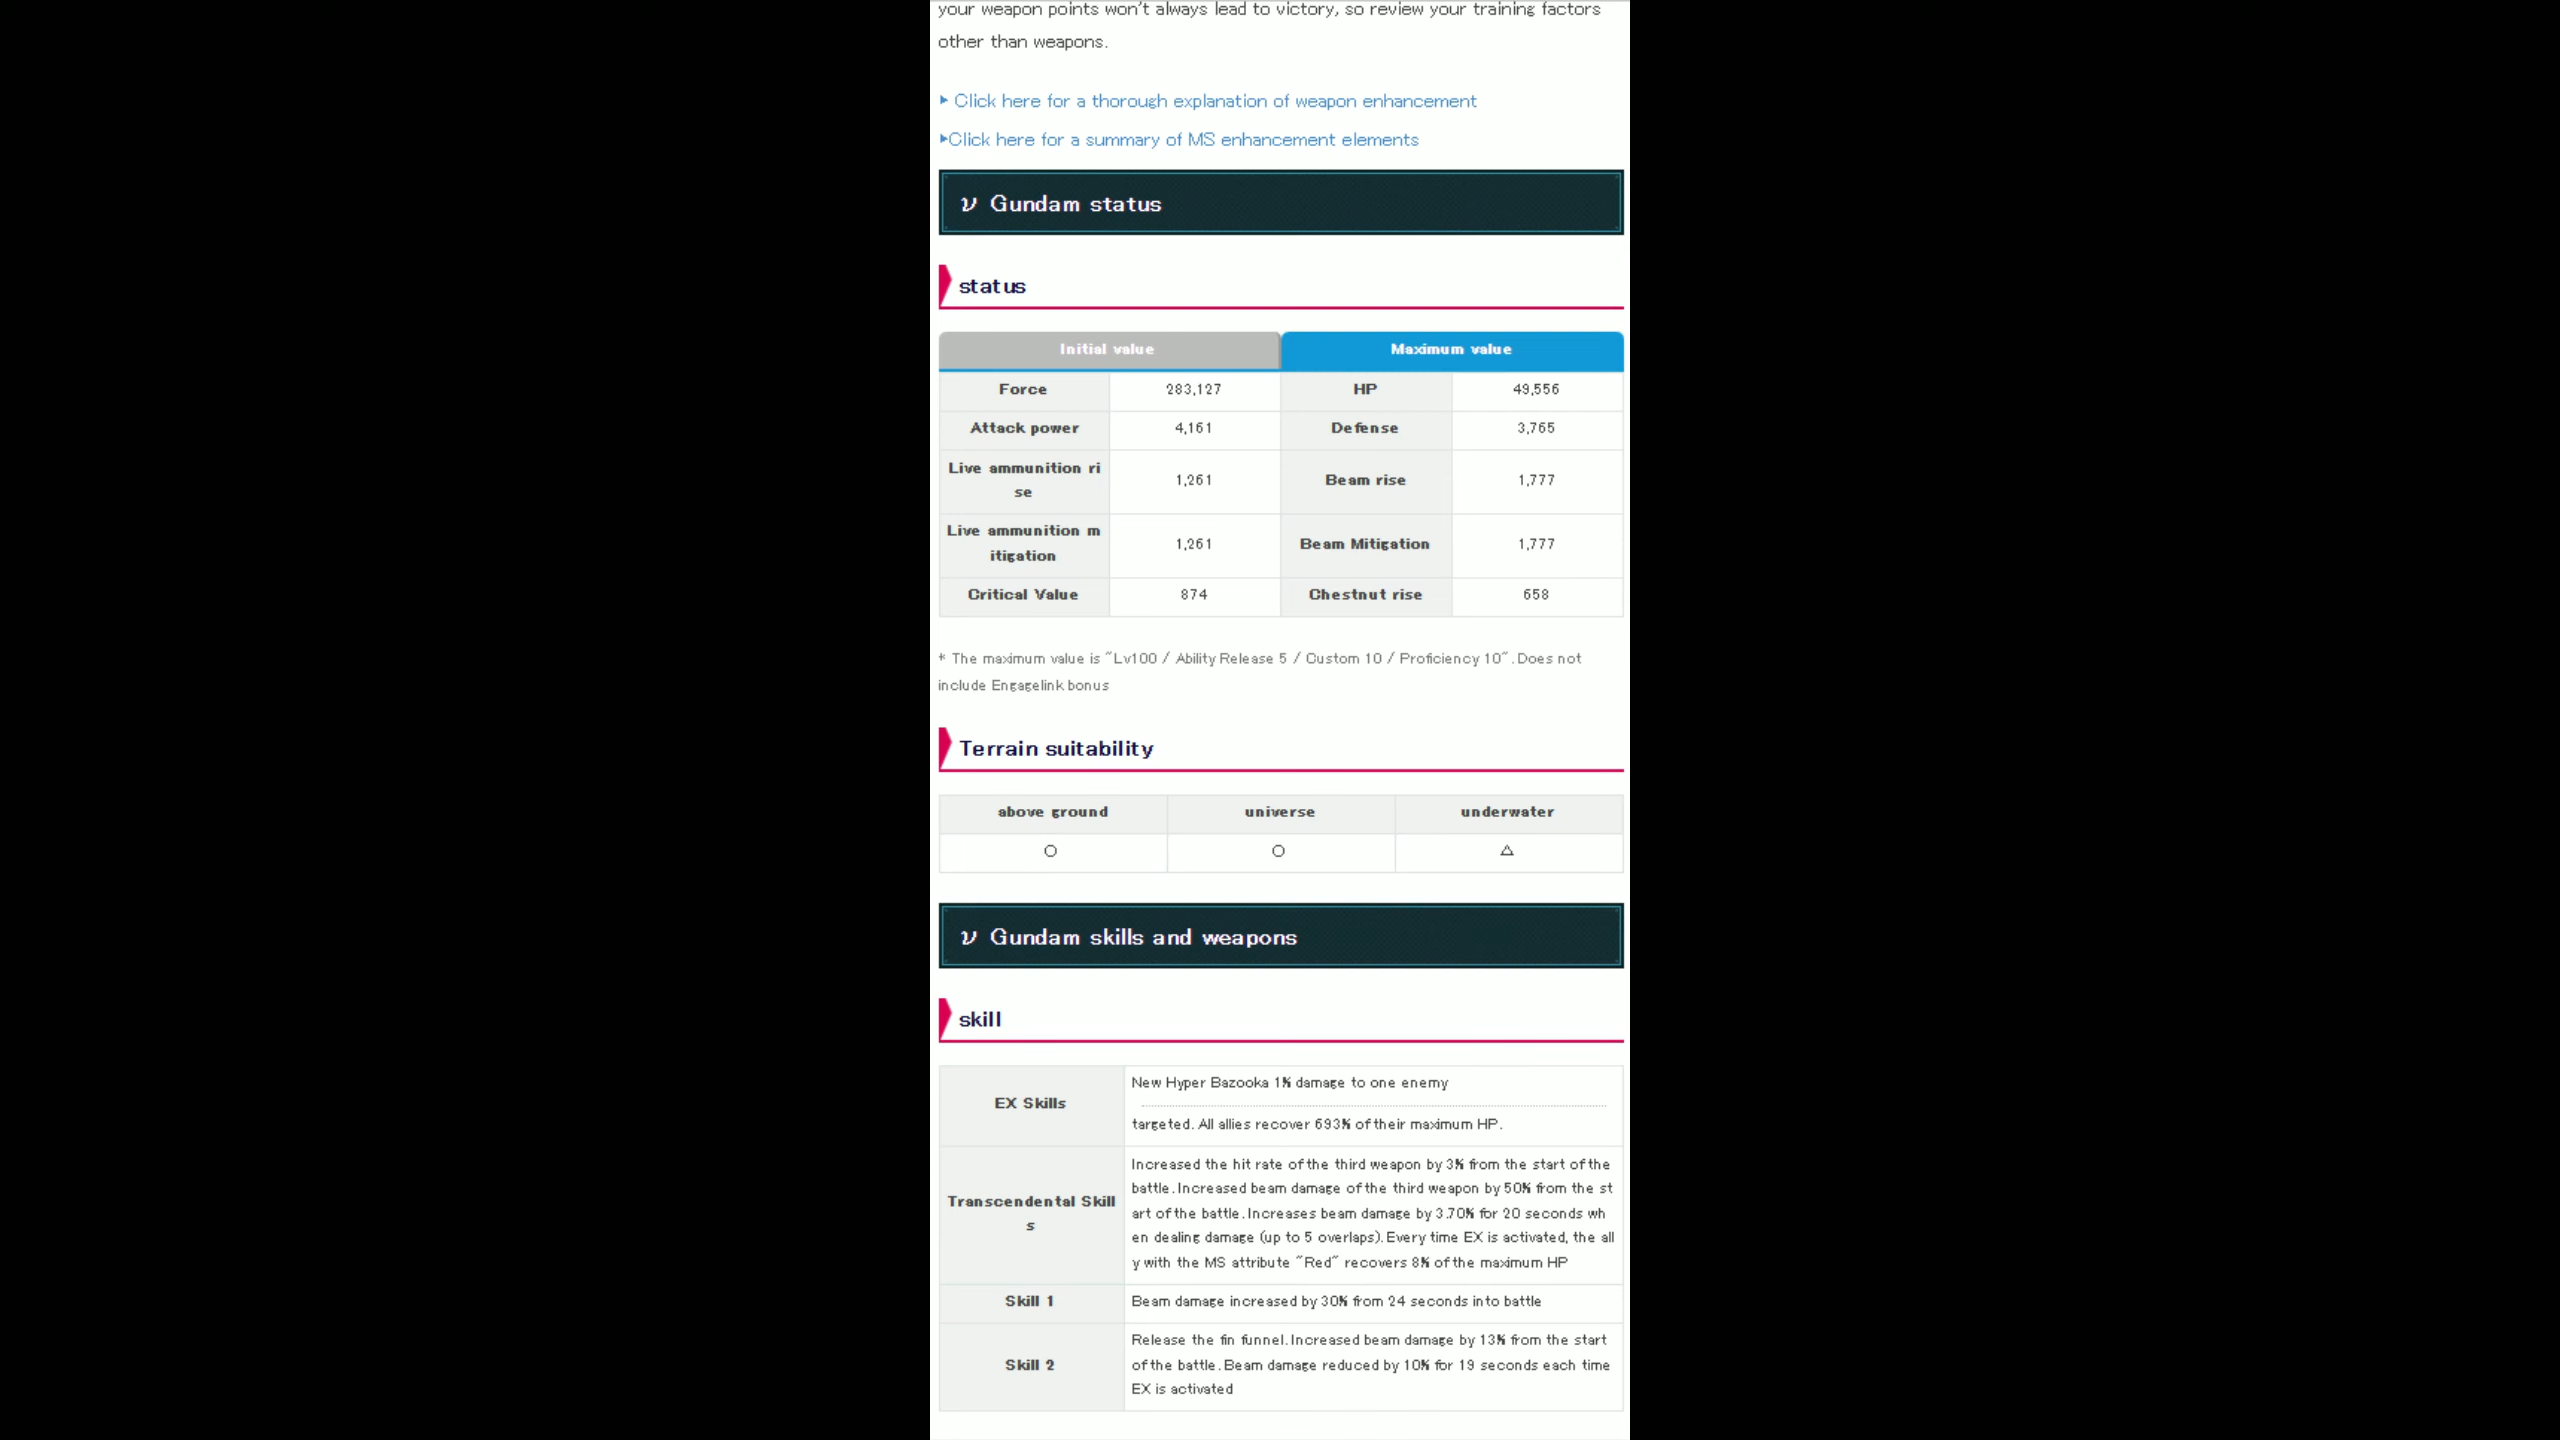 your weapon points won't always lead to victory, so review your training factors
other than weapons.
▶ Click here for a thorough explanation of weapon enhancement
▶Click here for a summary of MS enhancement elements
ν Gundam status
status
Initial value Maximum value
Force 283,127 HP 49,556
Attack power 4,161 Defense 3,765
Live ammunition ri
se 1,261 Beam rise 1,777
Live ammunition m
itigation 1,261 Beam Mitigation 1,777
Critical Value 874 Chestnut rise 658
* The maximum value is "Lv100 / Ability Release 5 / Custom 10 / Proficiency 10". Does not
include Engagelink bonus
Terrain suitability
above ground universe underwater
○ ○ △
ν Gundam skills and weapons
skill
EX Skills
New Hyper Bazooka 1% damage to one enemy
targeted. All allies recover 693% of their maximum HP.
Transcendental Skill
s
Increased the hit rate of the third weapon by 3% from the start of the
battle. Increased beam damage of the third weapon by 50% from the st
art of the battle. Increases beam damage by 3.70% for 20 seconds wh
en dealing damage (up to 5 overlaps). Every time EX is activated, the all
y with the MS attribute "Red" recovers 8% of the maximum HP
Skill 1 Beam damage increased by 30% from 24 seconds into battle
Skill 2
Release the fin funnel. Increased beam damage by 13% from the start
of the battle. Beam damage reduced by 10% for 19 seconds each time
EX is activated